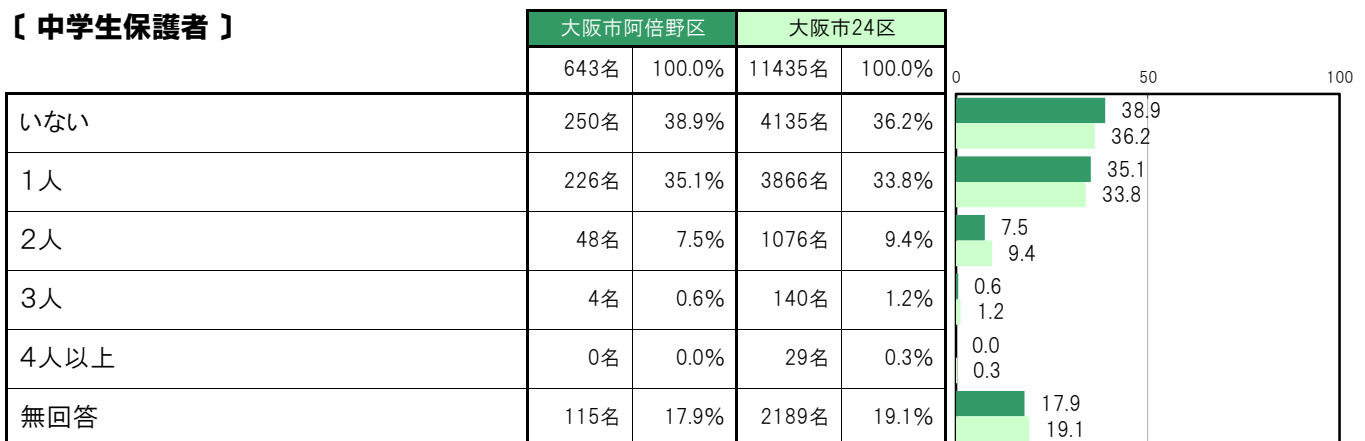 〔 中学生保護者 〕
大阪市阿倍野区 大阪市24区
643名 100.0% 11435名 100.0%
0 50 100
いない 250名 38.9% 4135名 36.2% 38.9
36.2
1人 226名 35.1% 3866名 33.8% 35.1
33.8
2人 48名 7.5% 1076名 9.4% 7.5
9.4
3人 4名 0.6% 140名 1.2% 0.6
1.2
4人以上 0名 0.0% 29名 0.3% 0.0
0.3
無回答 115名 17.9% 2189名 19.1% 17.9
19.1